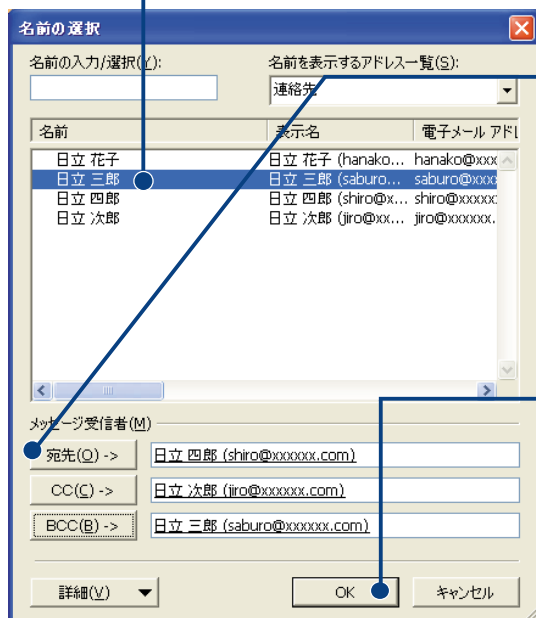 名前の選択
名前の入力/選択(Y): 名前を表示するアドレス一覧(S):
連絡先
名前 表示名 電子メール アドレ
日立 花子 日立 花子 (hanako... hanako@xxx
日立 三郎 日立 三郎 (saburo... saburo@xxxx
日立 四郎 日立 四郎 (shiro@x... shiro@xxxxx
日立 次郎 日立 次郎 (jiro@xx... jiro@xxxxxx.
メッセージ受信者(M)
宛先(O) -> 日立 四郎 (shiro@xxxxxx.com)
CC(C) -> 日立 次郎 (jiro@xxxxxx.com)
BCC(B) -> 日立 三郎 (saburo@xxxxxx.com)
詳細(V) OK キャンセル